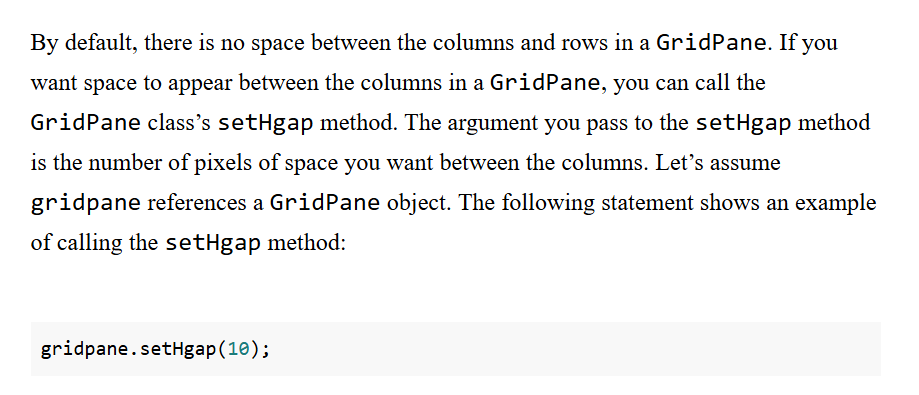 By default, there is no space between the columns and rows in a GridPane. If you
want space to appear between the columns in a GridPane, you can call the
GridPane class’s setHgap method. The argument you pass to the setHgap method
is the number of pixels of space you want between the columns. Let’s assume
gridpane references a GridPane object. The following statement shows an example
of calling the setHgap method:
gridpane.setHgap(10);